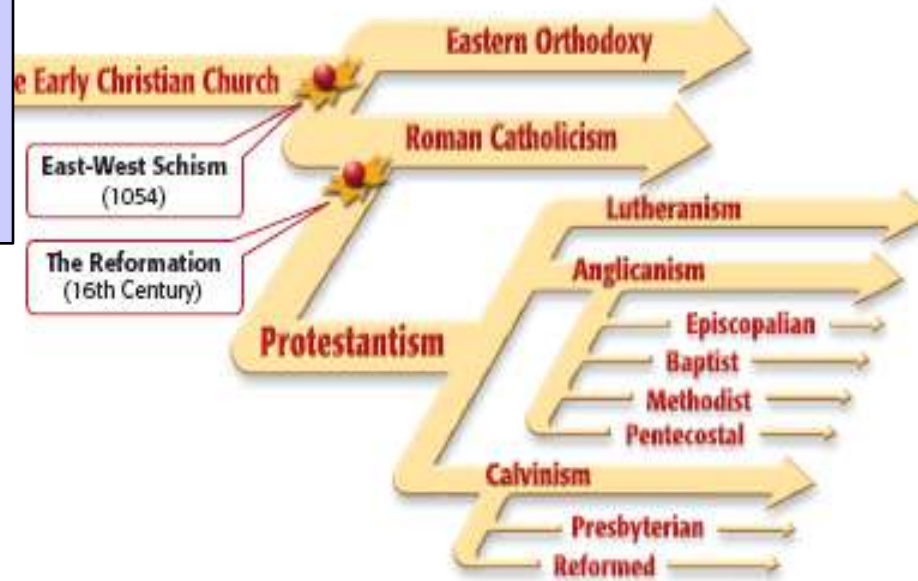 e Early Christian Church
Eastern Orthodoxy
East-West Schism
(1054)
Roman Catholicism
The Reformation
(16th Century)
Protestantism
Lutheranism
Anglicanism
Episcopalian
Baptist
Methodist
Pentecostal
Calvinism
Presbyterian
Reformed